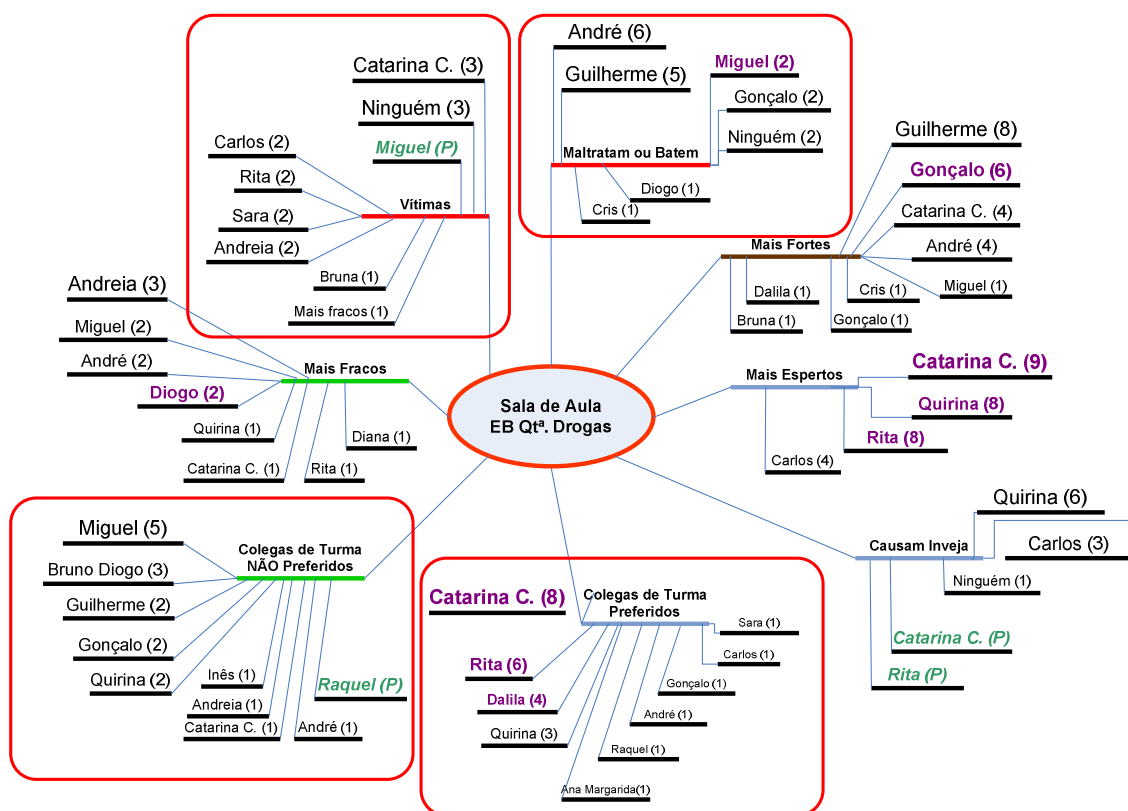 Vítimas
Catarina C. (3)
Ninguém (3)
Miguel (P)
Carlos (2)
Rita (2)
Sara (2)
Andreia (2)
Bruna (1)
Mais fracos (1)
Maltratam ou Batem
André (6)
Guilherme (5)
Miguel (2)
Gonçalo (2)
Ninguém (2)
Diogo (1)
Cris (1)
Mais Fortes
Guilherme (8)
Gonçalo (6)
Catarina C. (4)
André (4)
Miguel (1)
Cris (1)
Gonçalo (1)
Dalila (1)
Bruna (1)
Mais Fracos
Andreia (3)
Miguel (2)
André (2)
Diogo (2)
Quirina (1)
Catarina C. (1)
Rita (1)
Diana (1)
Sala de Aula
EB Qtª. Drogas
Mais Espertos
Catarina C. (9)
Quirina (8)
Rita (8)
Carlos (4)
Causam Inveja
Quirina (6)
Carlos (3)
Ninguém (1)
Catarina C. (P)
Rita (P)
Colegas de Turma
NÃO Preferidos
Miguel (5)
Bruno Diogo (3)
Guilherme (2)
Gonçalo (2)
Quirina (2)
Inês (1)
Andreia (1)
Catarina C. (1)
André (1)
Raquel (P)
Colegas de Turma
Preferidos
Catarina C. (8)
Rita (6)
Dalila (4)
Quirina (3)
Ana Margarida(1)
Raquel (1)
André (1)
Gonçalo (1)
Carlos (1)
Sara (1)